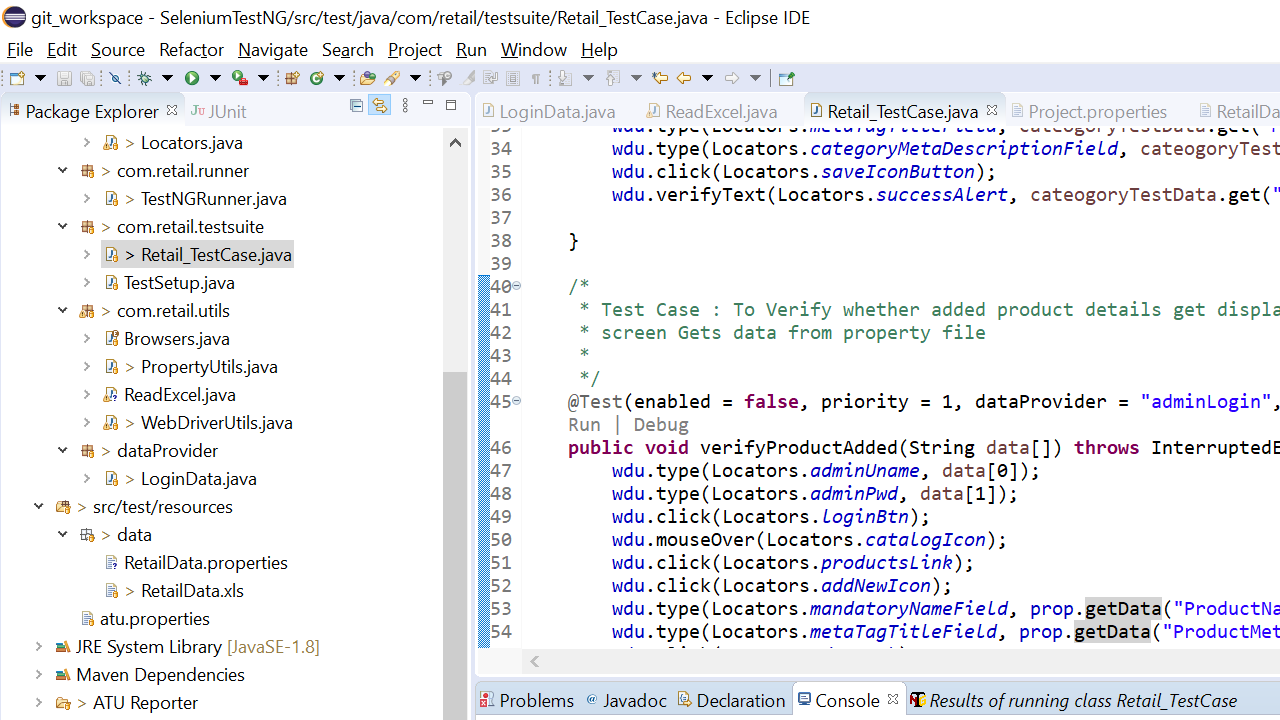 git_workspace - SeleniumTestNG/src/test/java/com/retail/testsuite/Retail_TestCase.java - Eclipse IDE
File Edit Source Refactor Navigate Search Project Run Window Help
Package Explorer JUnit
> Locators.java
> com.retail.runner
> TestNGRunner.java
> com.retail.testsuite
> Retail_TestCase.java
TestSetup.java
> com.retail.utils
Browsers.java
> PropertyUtils.java
ReadExcel.java
> WebDriverUtils.java
> dataProvider
> LoginData.java
> src/test/resources
> data
RetailData.properties
> RetailData.xls
atu.properties
JRE System Library [JavaSE-1.8]
Maven Dependencies
> ATU Reporter
LoginData.java ReadExcel.java Retail_TestCase.java Project.properties RetailDa
wdu.type(Locators.metaTagTitleField, cateogoryTestData.get("
34 wdu.type(Locators.categoryMetaDescriptionField, cateogoryTest
35 wdu.click(Locators.saveIconButton);
36 wdu.verifyText(Locators.successAlert, cateogoryTestData.get("
37
38 }
39
40 /*
41 * Test Case : To Verify whether added product details get displa
42 * screen Gets data from property file
43 *
44 */
45 @Test(enabled = false, priority = 1, dataProvider = "adminLogin",
Run | Debug
46 public void verifyProductAdded(String data[]) throws InterruptedE
47 wdu.type(Locators.adminUname, data[0]);
48 wdu.type(Locators.adminPwd, data[1]);
49 wdu.click(Locators.loginBtn);
50 wdu.mouseOver(Locators.catalogIcon);
51 wdu.click(Locators.productsLink);
52 wdu.click(Locators.addNewIcon);
53 wdu.type(Locators.mandatoryNameField, prop.getData("ProductNa
54 wdu.type(Locators.metaTagTitleField, prop.getData("ProductMet
Problems @ Javadoc Declaration Console Results of running class Retail_TestCase